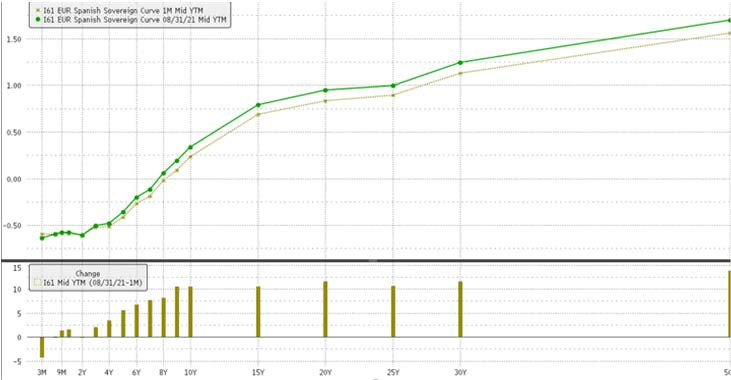 I61 EUR Spanish Sovereign Curve 1M Mid YTM
I61 EUR Spanish Sovereign Curve 08/31/21 Mid YTM
1.50
1.00
0.50
0.00
-0.50
15
Change
I61 Mid YTM (08/31/21-1M)
10
5
0
-5
3M 9M 2Y 4Y 6Y 8Y 10Y 15Y 20Y 25Y 30Y